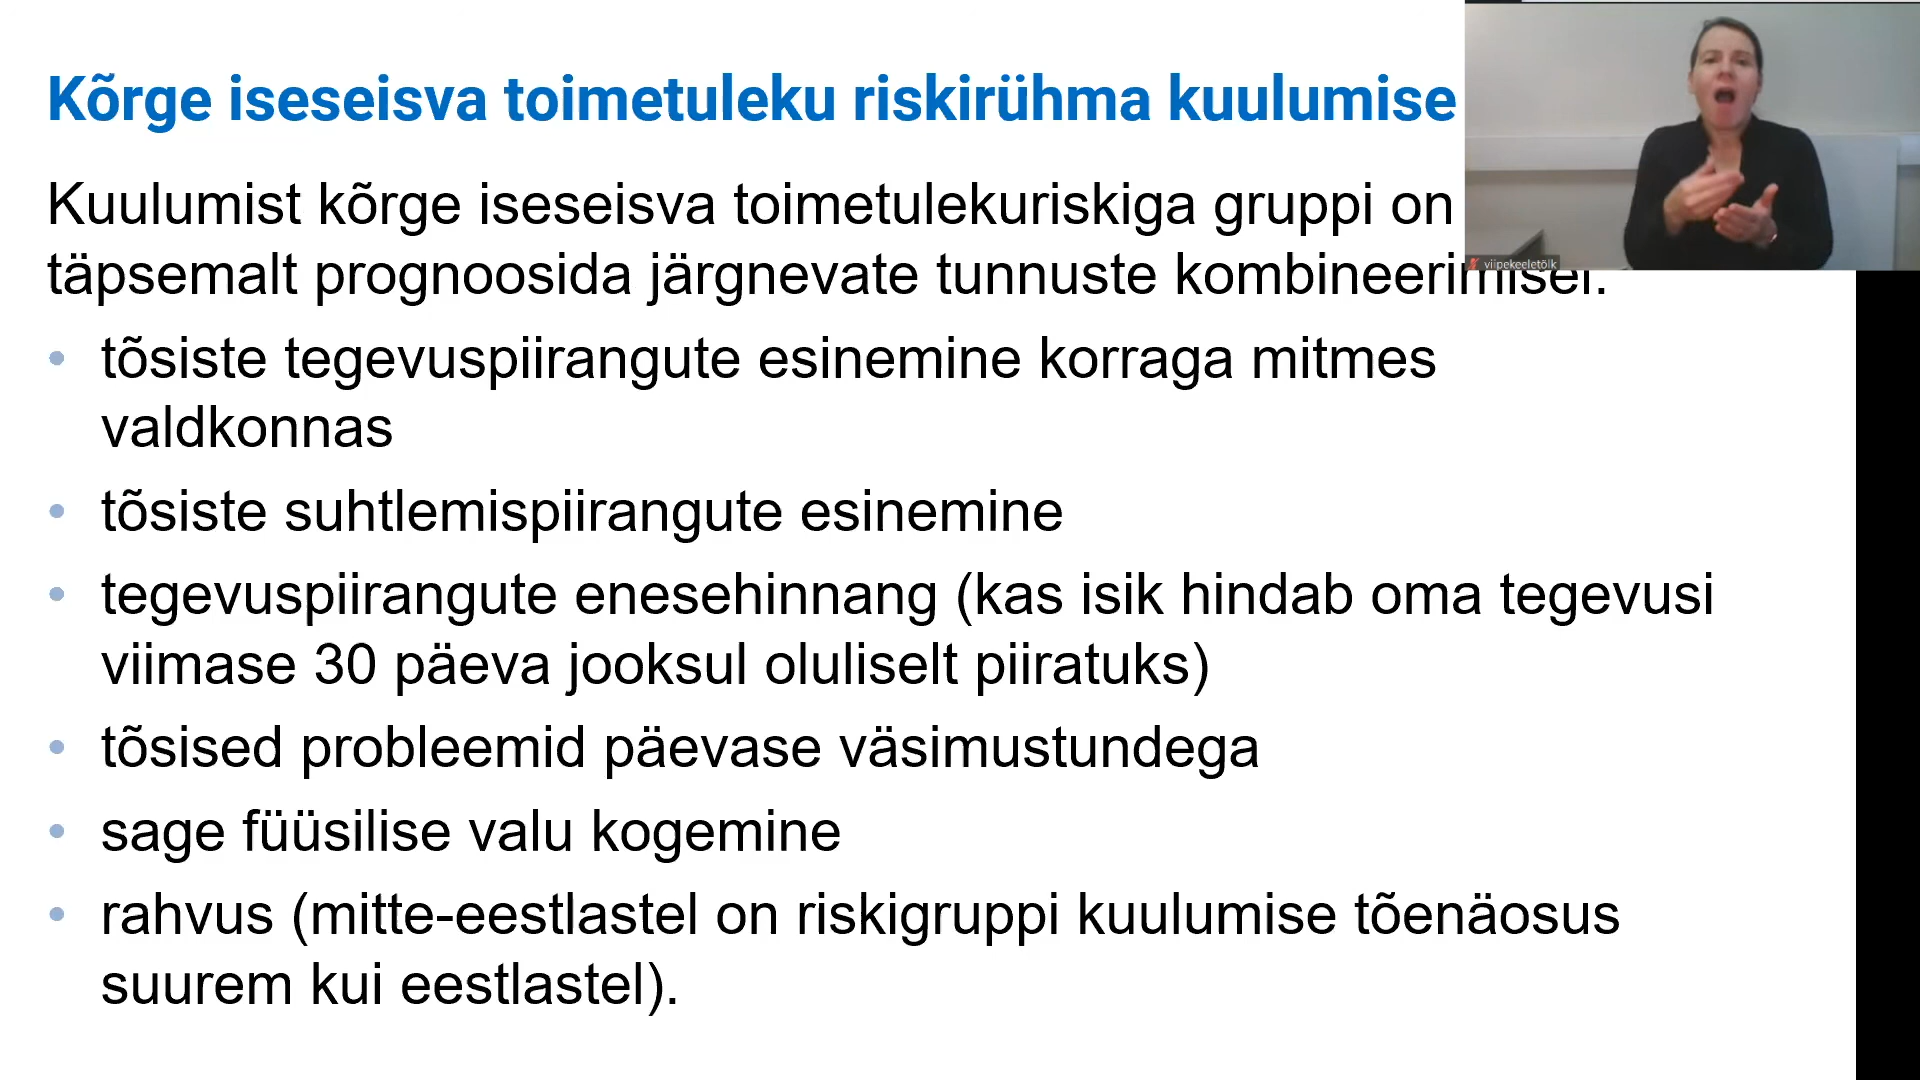 Kõrge iseseisva toimetuleku riskirühma kuulumise
Kuulumist kõrge iseseisva toimetulekuriskiga gruppi on
täpsemalt prognoosida järgnevate tunnuste kombineerimisel.
• tõsiste tegevuspiirangute esinemine korraga mitmes
valdkonnas
• tõsiste suhtlemispiirangute esinemine
• tegevuspiirangute enesehinnang (kas isik hindab oma tegevusi
viimase 30 päeva jooksul oluliselt piiratuks)
• tõsised probleemid päevase väsimustundega
• sage füüsilise valu kogemine
• rahvus (mitte-eestlastel on riskigruppi kuulumise tõenäosus
suurem kui eestlastel).
viipekeeletõlk